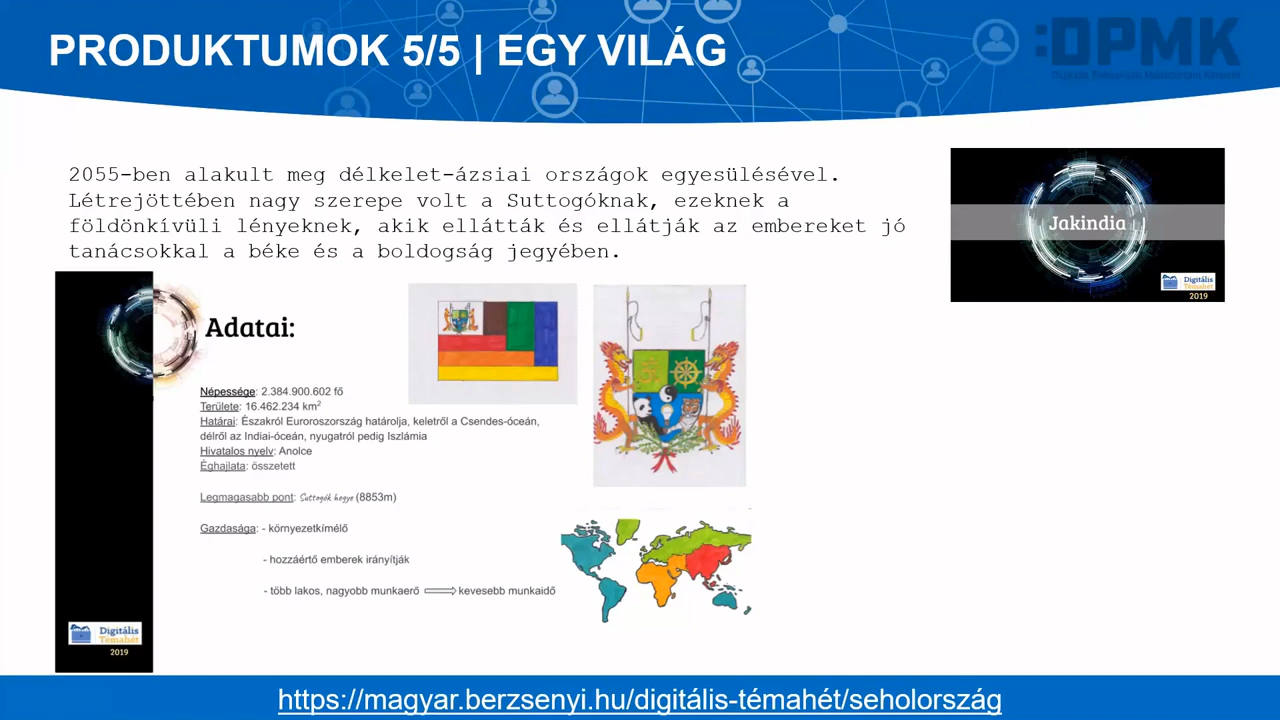 PRODUKTUMOK 5/5 | EGY VILÁG
:DPMK
2055-ben alakult meg délkelet-ázsiai országok egyesülésével.
Létrejöttében nagy szerepe volt a Suttogóknak, ezeknek a
földönkívüli lényeknek, akik ellátták és ellátják az embereket jó
tanácsokkal a béke és a boldogság jegyében.
Jakindia
Digitális
Témahét
2019
Adatai:
Népessége: 2.384.900.602 fő
Területe: 16.462.234 km²
Határai: Északról Euroroszország határolja, keletről a Csendes-óceán,
délről az Indiai-óceán, nyugatról pedig Iszlámia
Hivatalos nyelv: Anolce
Éghajlata: összetett
Legmagasabb pont: Suttogók hegye (8853m)
Gazdasága: - környezetkímélő
- hozzáértő emberek irányítják
- több lakos, nagyobb munkaerő ⟹ kevesebb munkaidő
Digitális
Témahét
2019
https://magyar.berzsenyi.hu/digitális-témahét/seholország